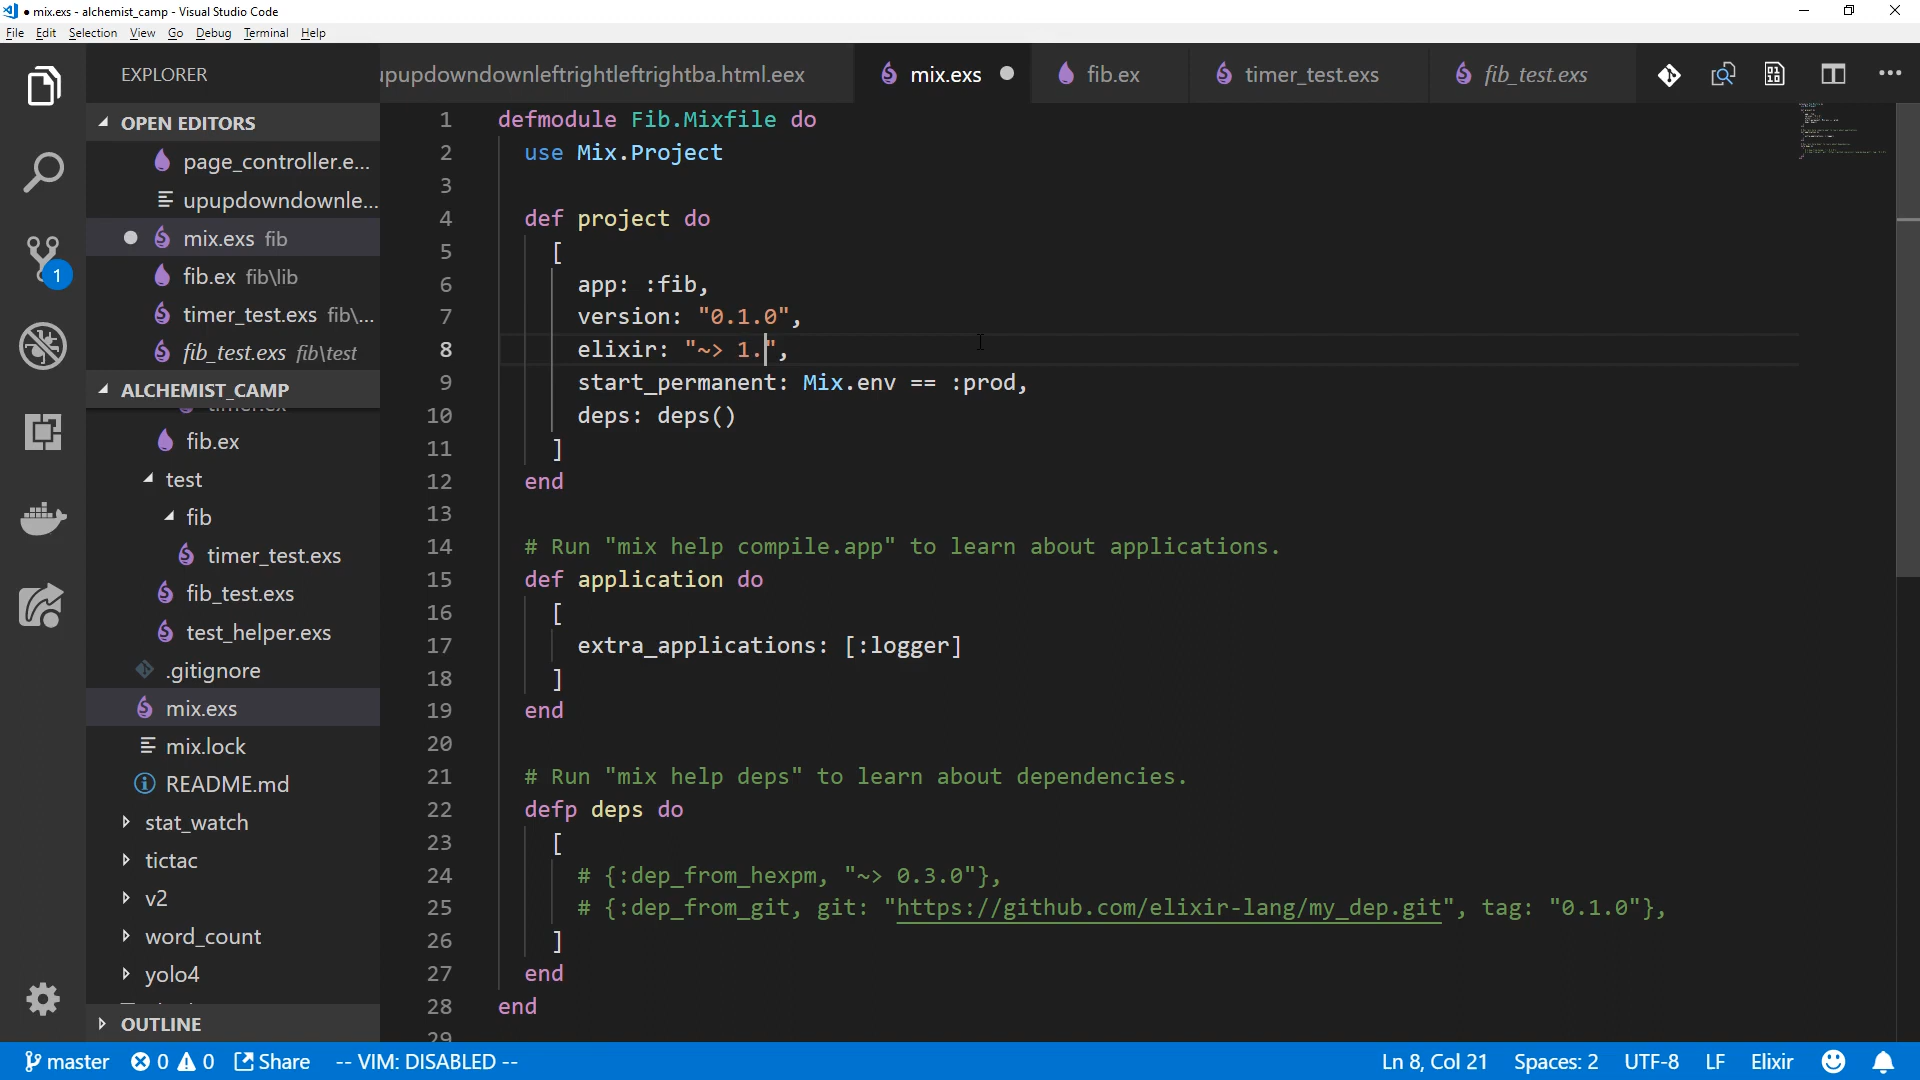 mix.exs - alchemist_camp - Visual Studio Code
File Edit Selection View Go Debug Terminal Help
EXPLORER
upupdowndownleftrightleftrightba.html.eex
mix.exs
fib.ex
timer_test.exs
fib_test.exs
OPEN EDITORS
page_controller.e...
upupdowndownle...
mix.exs fib
fib.ex fib\lib
timer_test.exs fib\...
fib_test.exs fib\test
ALCHEMIST_CAMP
timer.ex
fib.ex
test
fib
timer_test.exs
fib_test.exs
test_helper.exs
.gitignore
mix.exs
mix.lock
README.md
stat_watch
tictac
v2
word_count
yolo4
OUTLINE
1
1 defmodule Fib.Mixfile do
2 use Mix.Project
3
4 def project do
5 [
6 app: :fib,
7 version: "0.1.0",
8 elixir: "~> 1.",
9 start_permanent: Mix.env == :prod,
10 deps: deps()
11 ]
12 end
13
14 # Run "mix help compile.app" to learn about applications.
15 def application do
16 [
17 extra_applications: [:logger]
18 ]
19 end
20
21 # Run "mix help deps" to learn about dependencies.
22 defp deps do
23 [
24 # {:dep_from_hexpm, "~> 0.3.0"},
25 # {:dep_from_git, git: "https://github.com/elixir-lang/my_dep.git", tag: "0.1.0"},
26 ]
27 end
28 end
29
master 0 0 Share -- VIM: DISABLED -- Ln 8, Col 21 Spaces: 2 UTF-8 LF Elixir